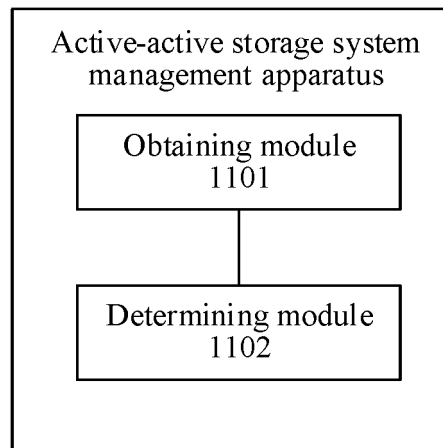 Active-active storage system
management apparatus
Obtaining module
1101
Determining module
1102